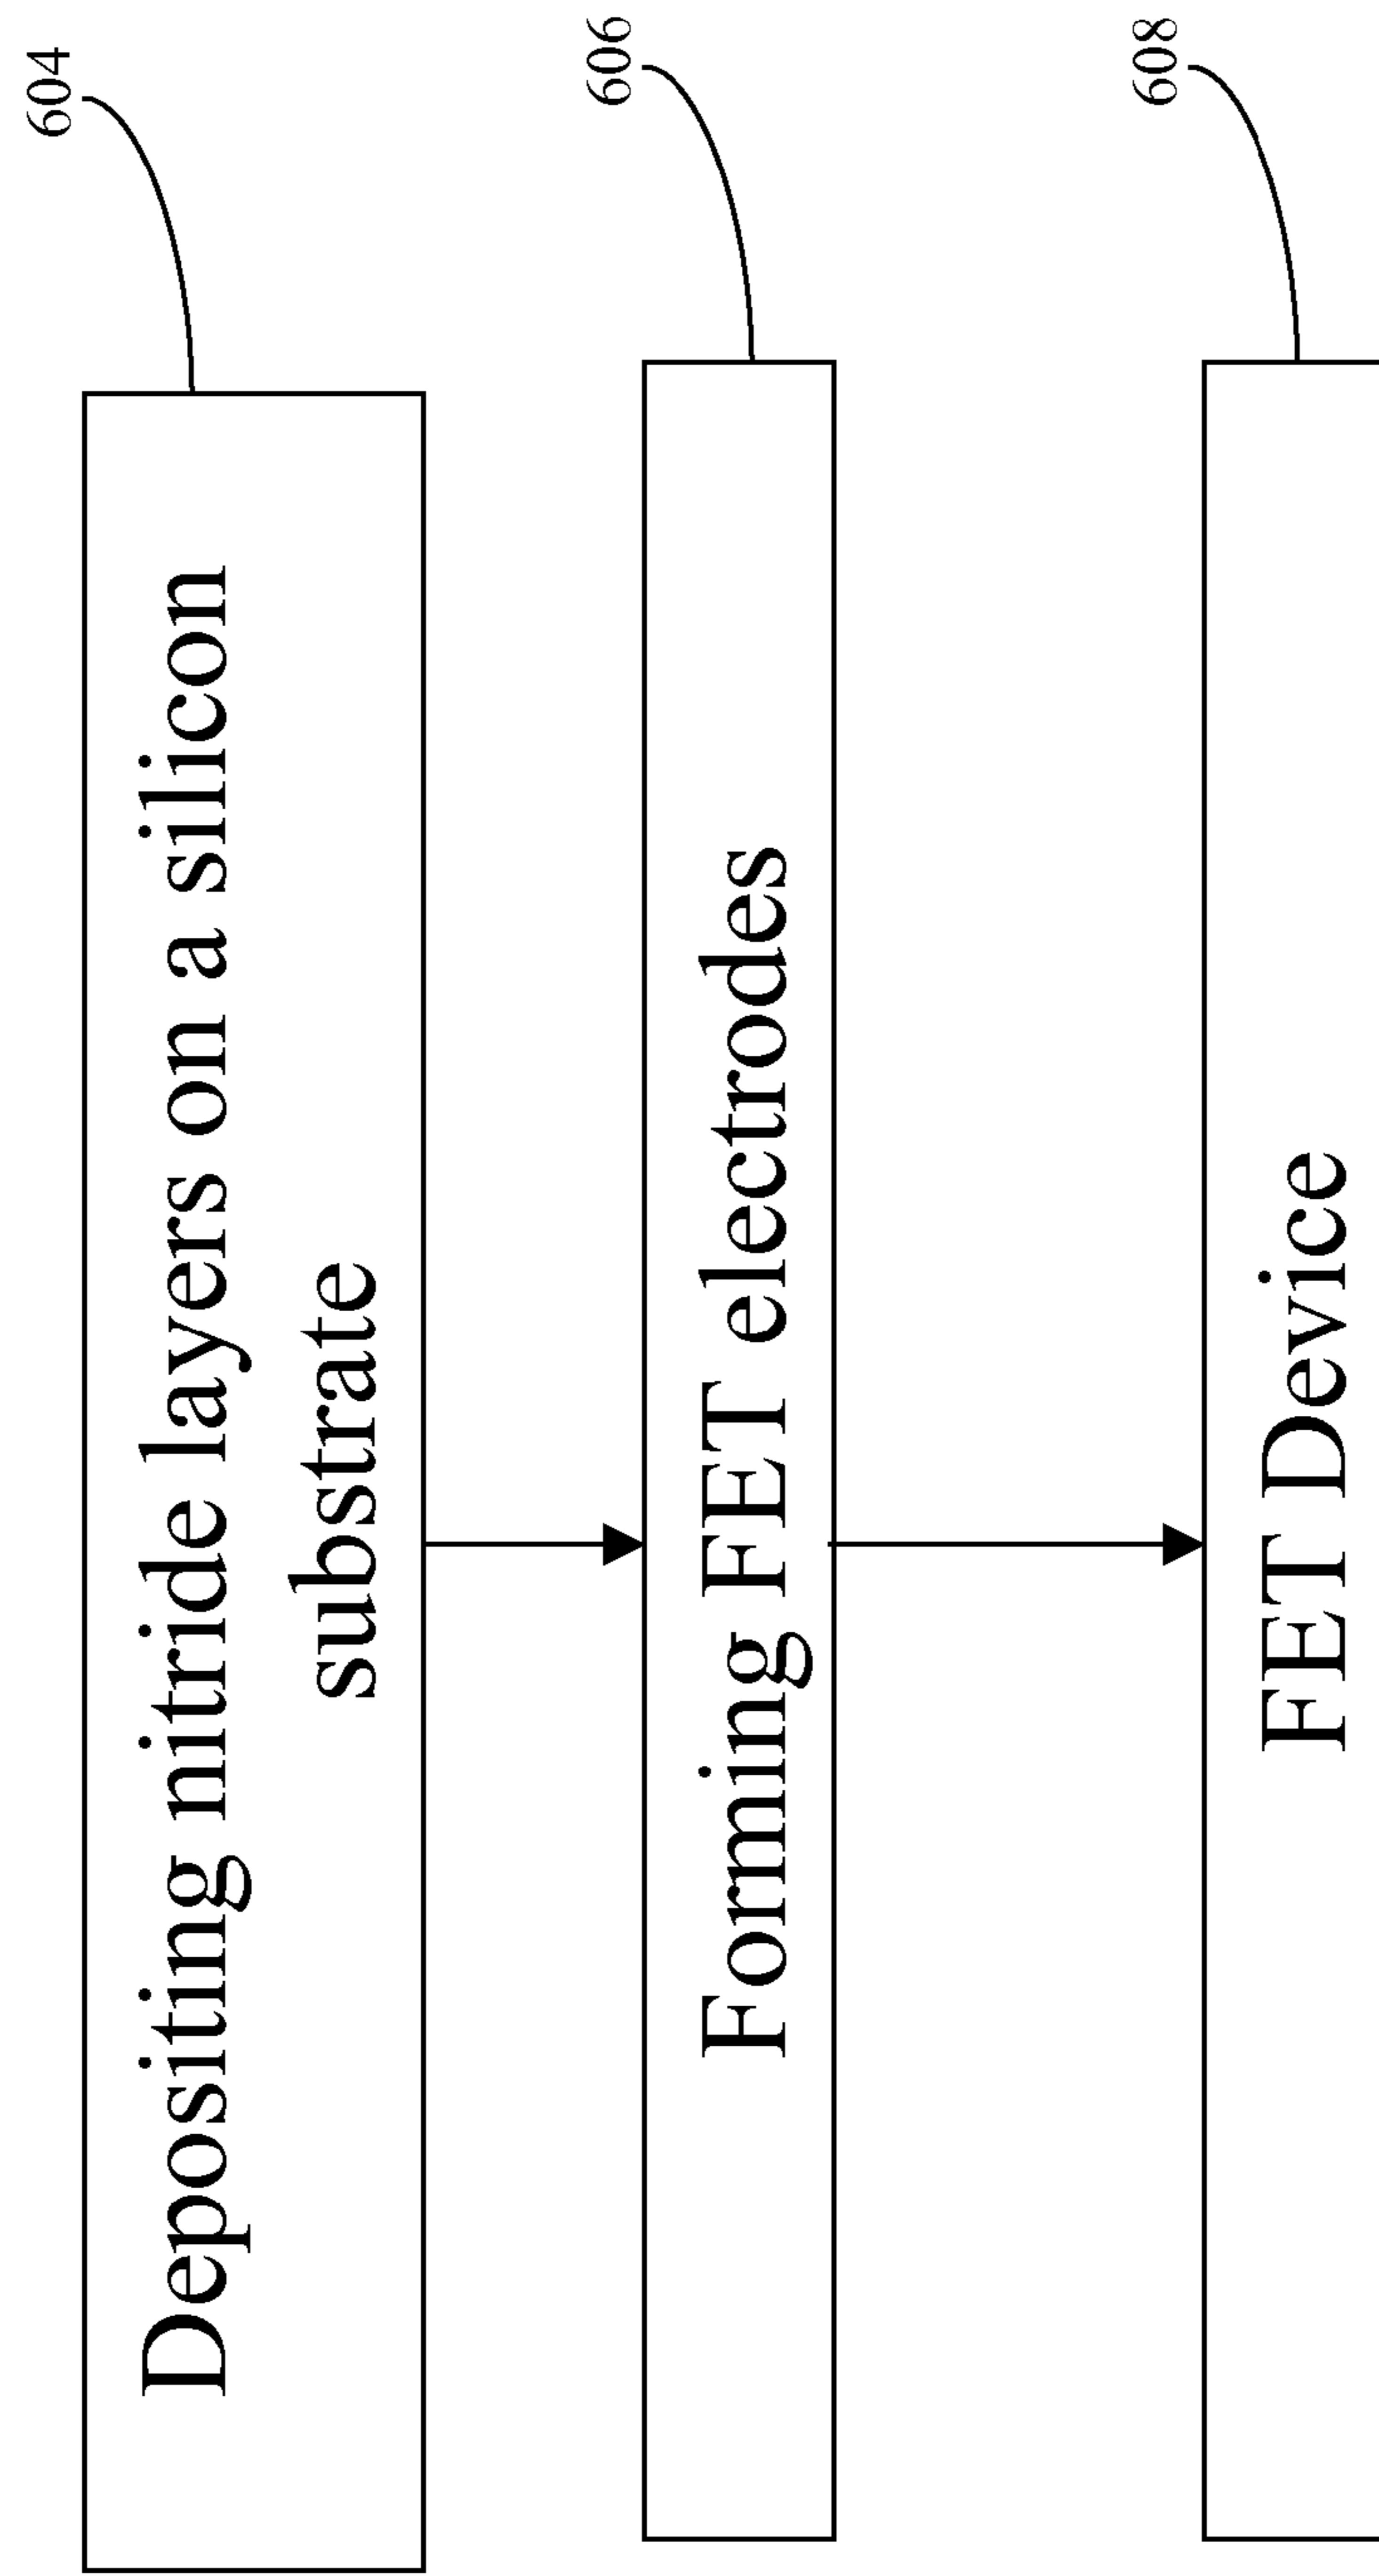 604
Depositing nitride layers on a silicon
substrate
606
Forming FET electrodes
608
FET Device